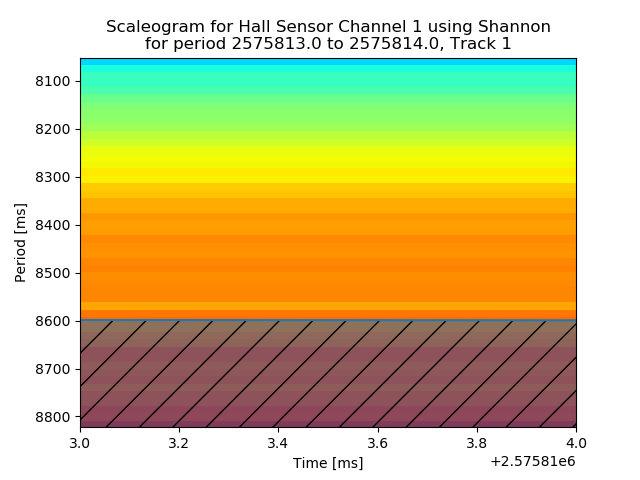 Scaleogram for Hall Sensor Channel 1 using Shannon
for period 2575813.0 to 2575814.0, Track 1
8100
8200
8300
8400
8500
8600
8700
8800
Period [ms]
3.0 3.2 3.4 3.6 3.8 4.0
Time [ms]
+2.57581e6